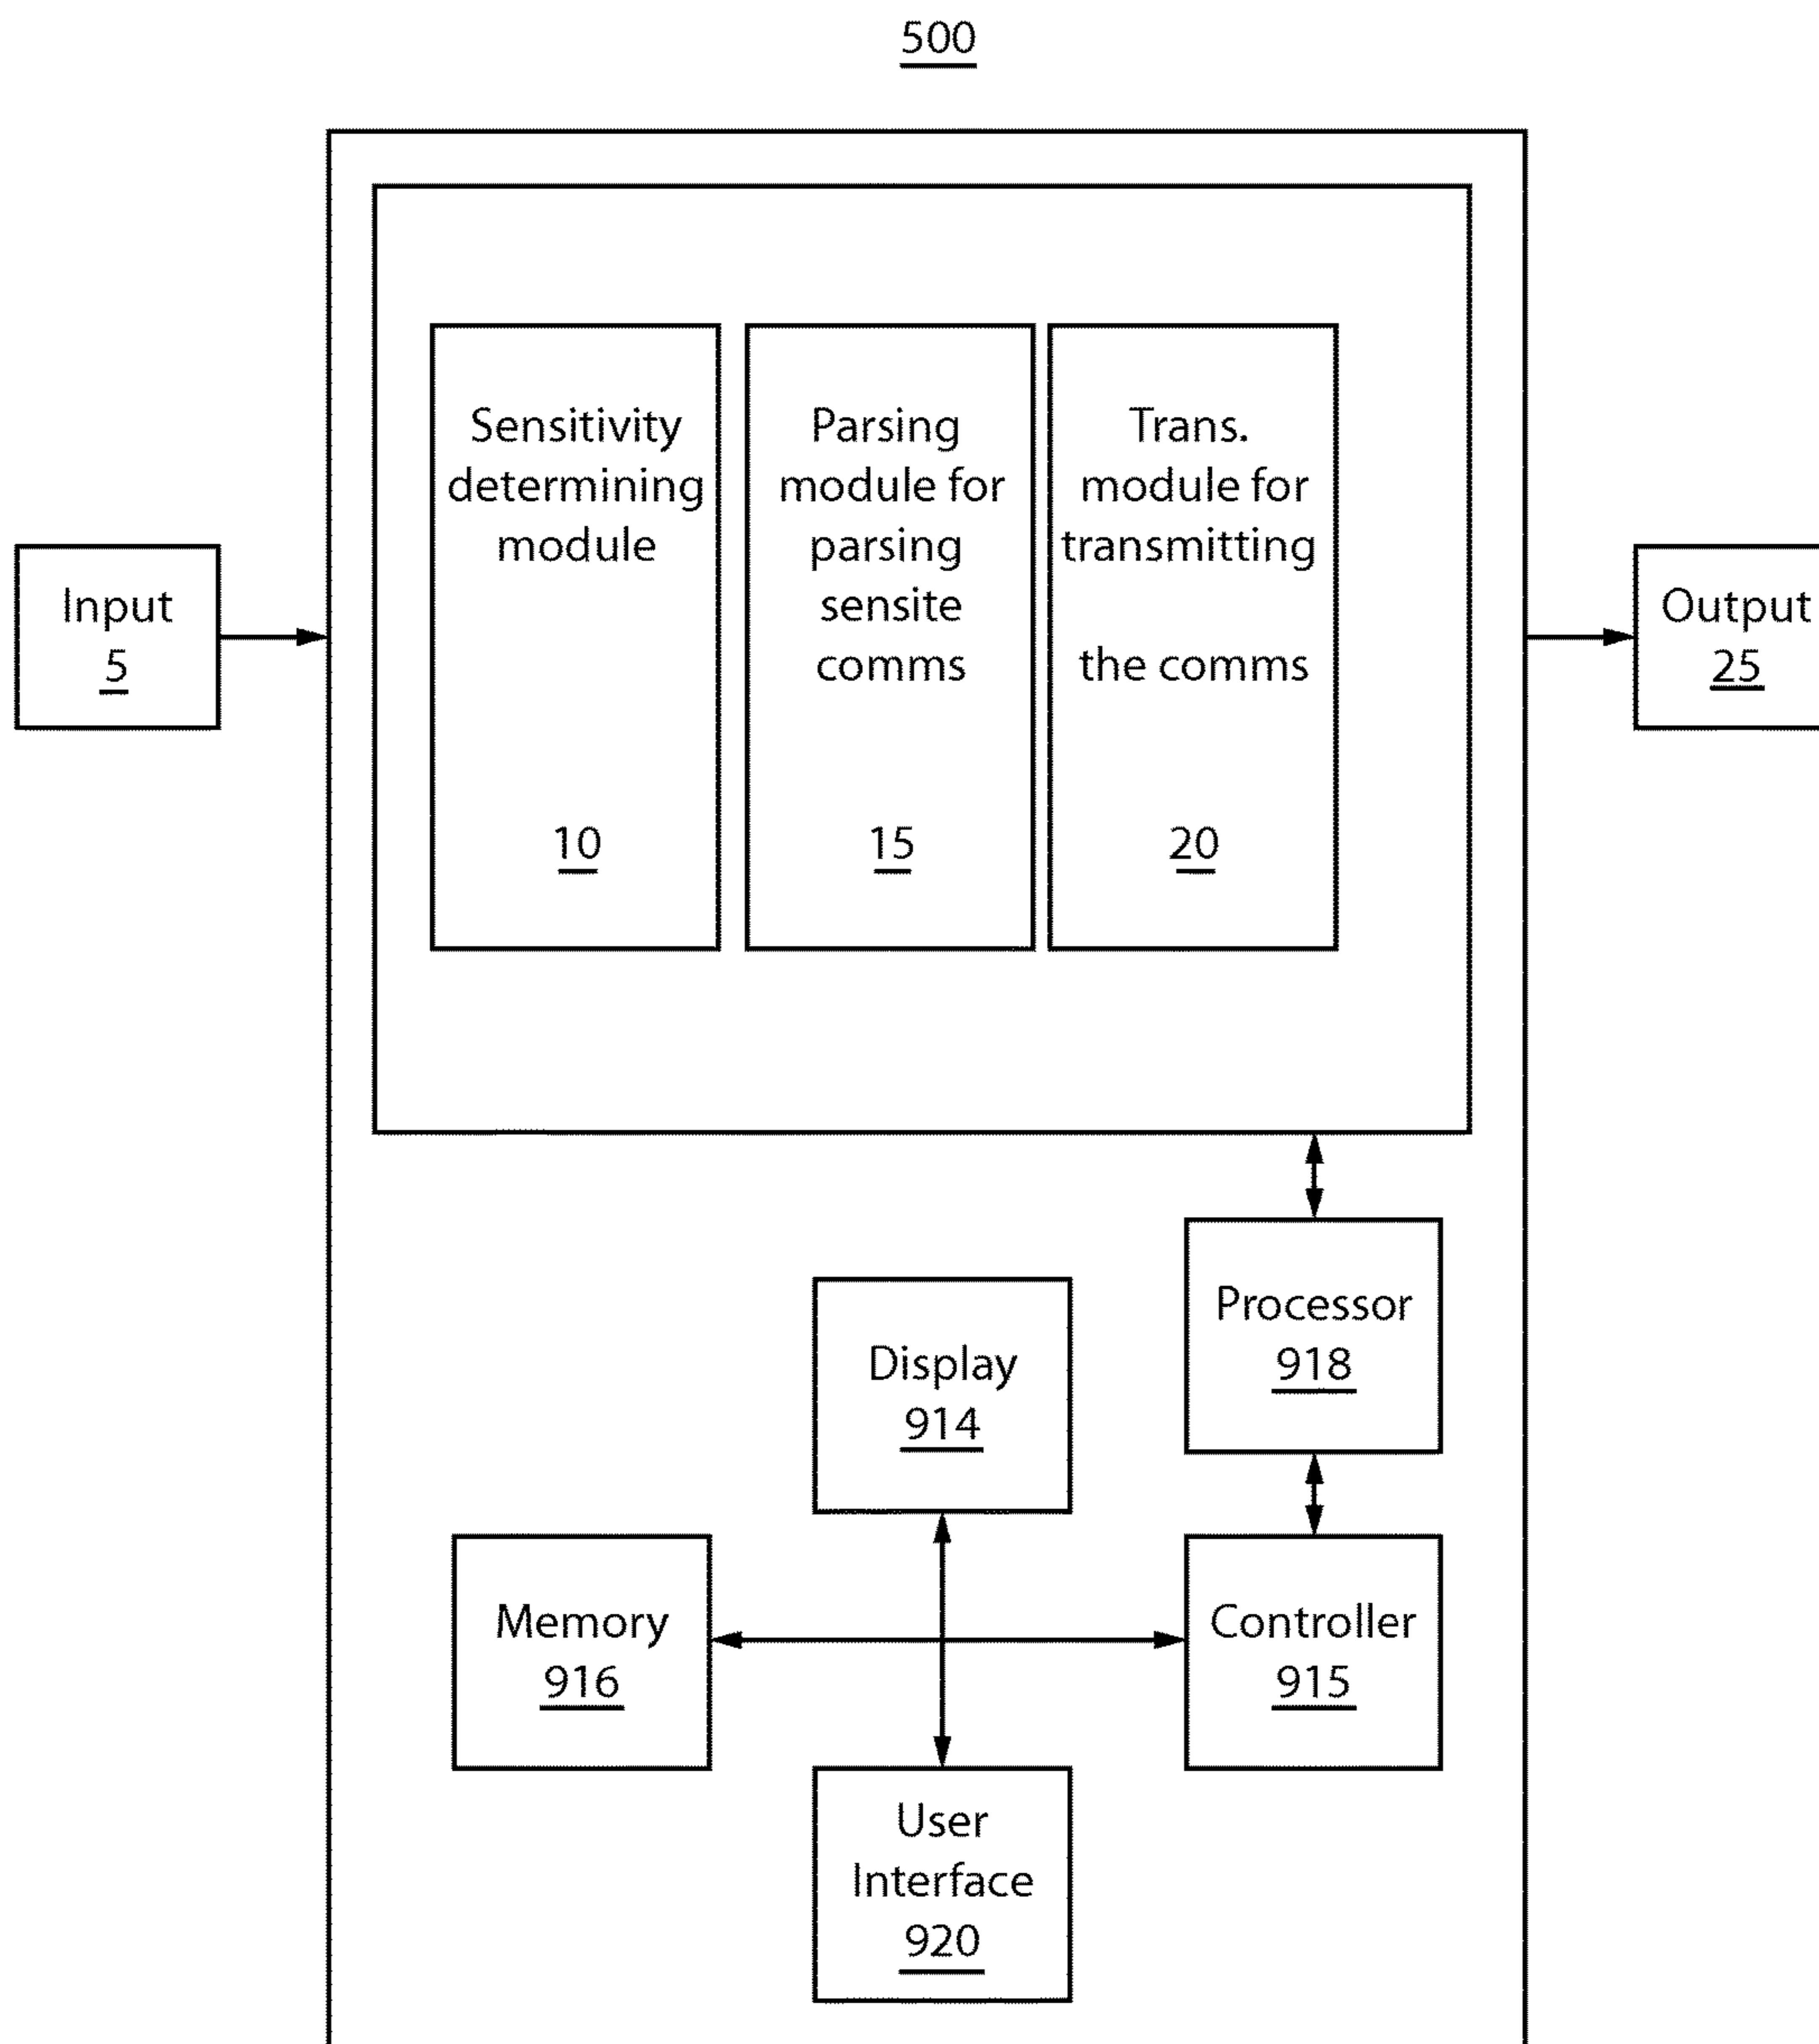 500
Input
5
Sensitivity
determining
module
10
Parsing
module for
parsing
sensite
comms
15
Trans.
module for
transmitting
the comms
20
Output
25
Processor
918
Display
914
Memory
916
Controller
915
User
Interface
920